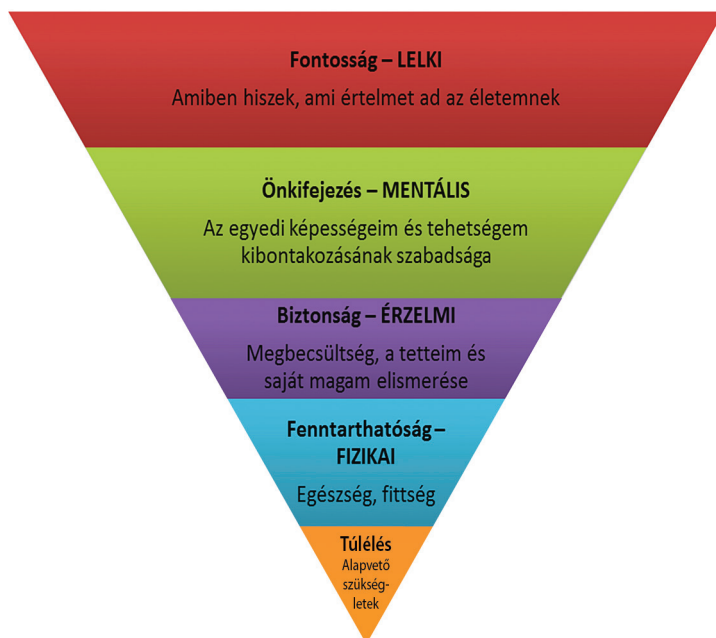 Fontosság – LELKI
Amiben hiszek, ami értelmet ad az életemnek
Önkifejezés – MENTÁLIS
Az egyedi képességeim és tehetségem
kibontakozásának szabadsága
Biztonság – ÉRZELMI
Megbecsültség, a tetteim és
saját magam elismerése
Fenntarthatóság –
FIZIKAI
Egészség, fittség
Túlélés
Alapvető
szükség-
letek